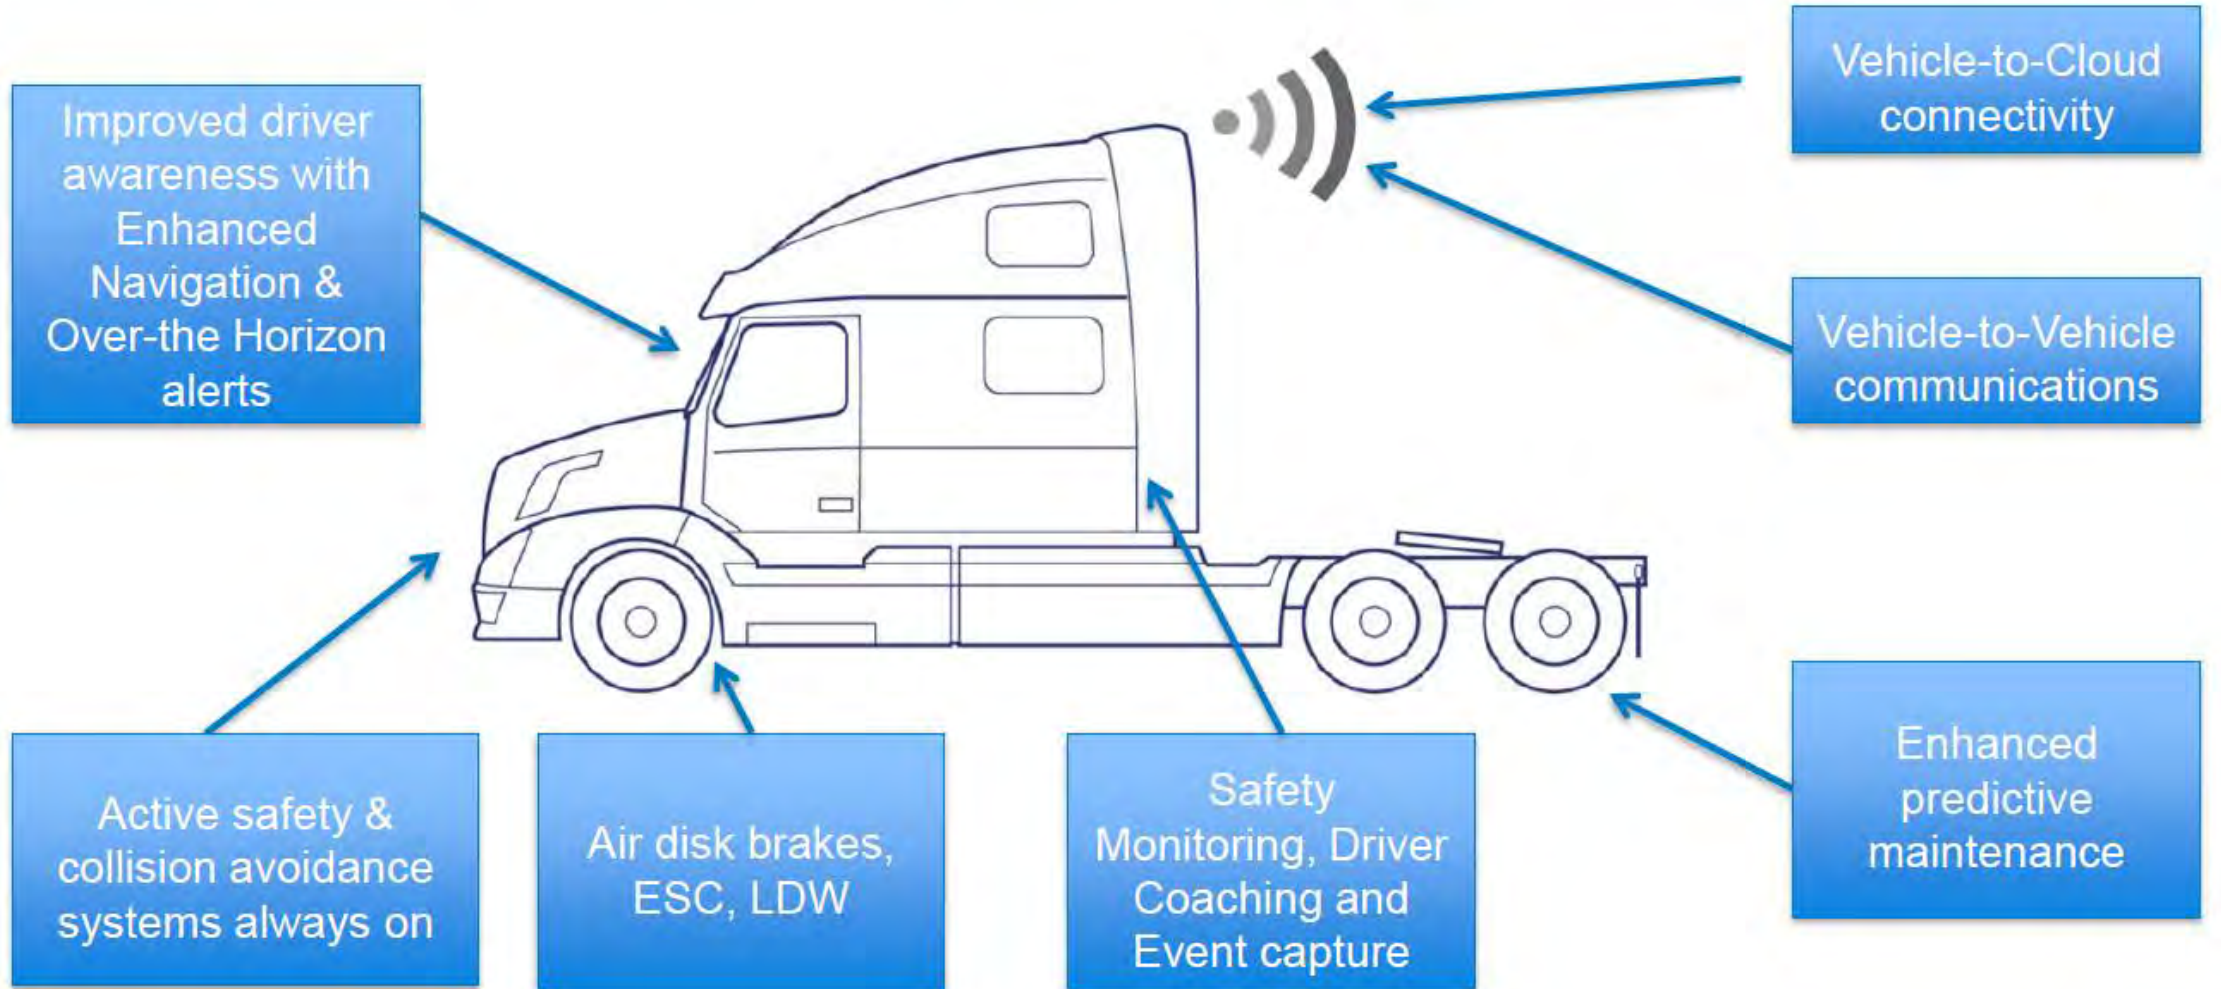 Improved driver
awareness with
Enhanced
Navigation &
Over-the Horizon
alerts
Vehicle-to-Cloud
connectivity
Vehicle-to-Vehicle
communications
Active safety &
collision avoidance
systems always on
Air disk brakes,
ESC, LDW
Safety
Monitoring, Driver
Coaching and
Event capture
Enhanced
predictive
maintenance